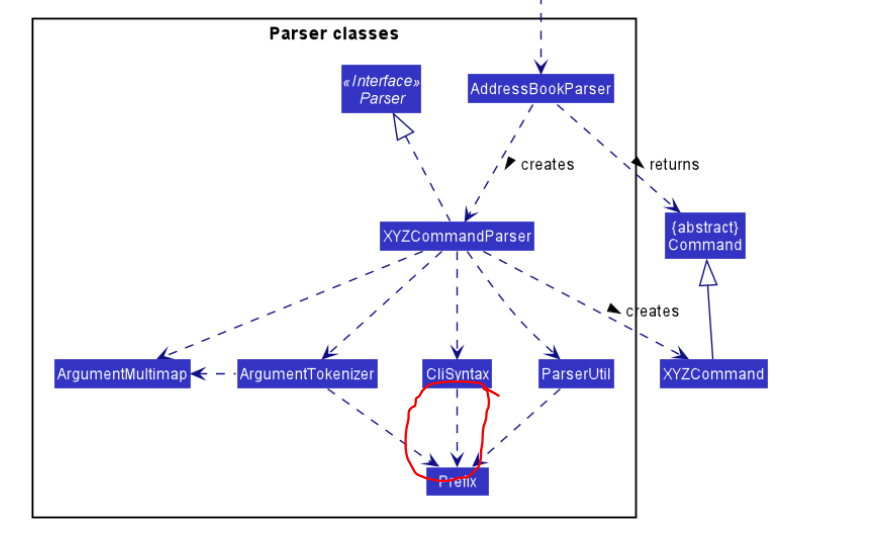 Parser classes
«Interface»
Parser
AddressBookParser
creates
returns
XYZCommandParser
{abstract}
Command
creates
ArgumentMultimap
ArgumentTokenizer
CliSyntax
ParserUtil
XYZCommand
Prefix